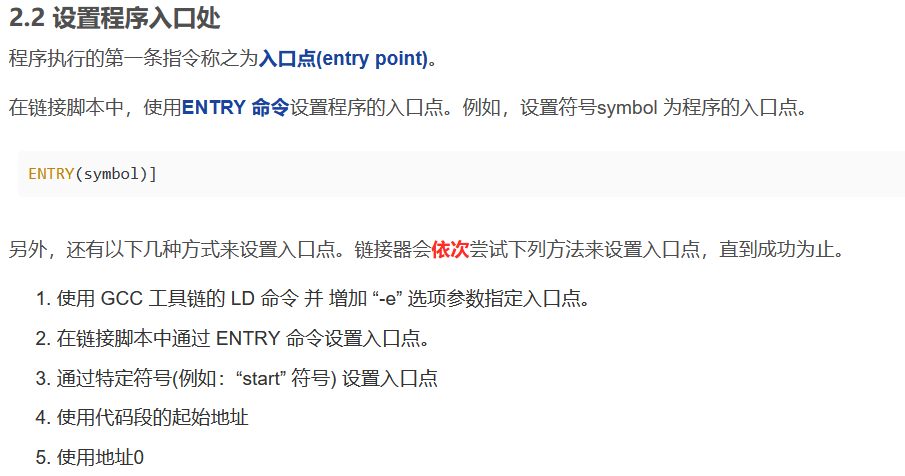 2.2 设置程序入口处
程序执行的第一条指令称之为入口点(entry point)。
在链接脚本中，使用ENTRY 命令设置程序的入口点。例如，设置符号symbol 为程序的入口点。
ENTRY(symbol)]
另外，还有以下几种方式来设置入口点。链接器会依次尝试下列方法来设置入口点，直到成功为止。
1. 使用 GCC 工具链的 LD 命令 并 增加 “-e” 选项参数指定入口点。
2. 在链接脚本中通过 ENTRY 命令设置入口点。
3. 通过特定符号(例如：“start” 符号) 设置入口点
4. 使用代码段的起始地址
5. 使用地址0